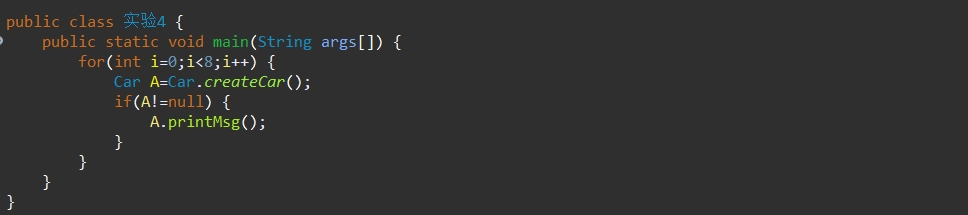 public class 实验4 {
    public static void main(String args[]) {
        for(int i=0;i<8;i++) {
            Car A=Car.createCar();
            if(A!=null) {
                A.printMsg();
            }
        }
    }
}